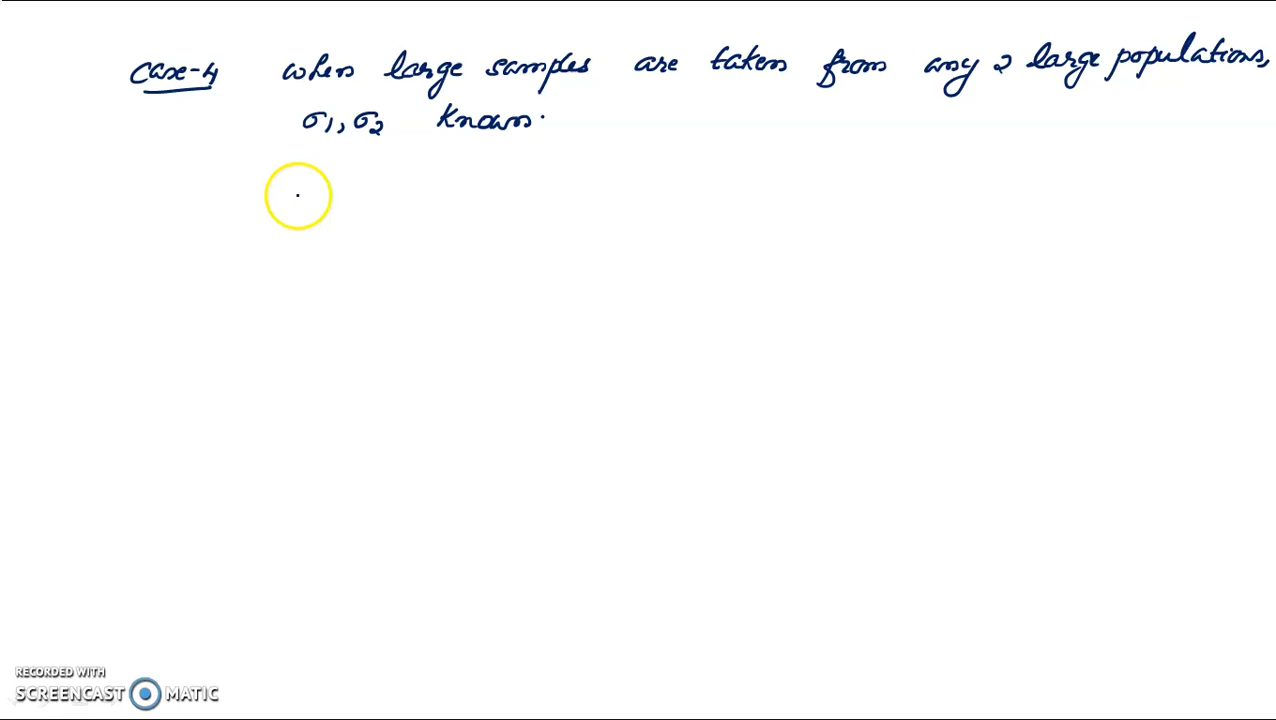 Case-4 when large samples are taken from any 2 large populations,
σ1, σ2 known.
RECORDED WITH
SCREENCAST MATIC